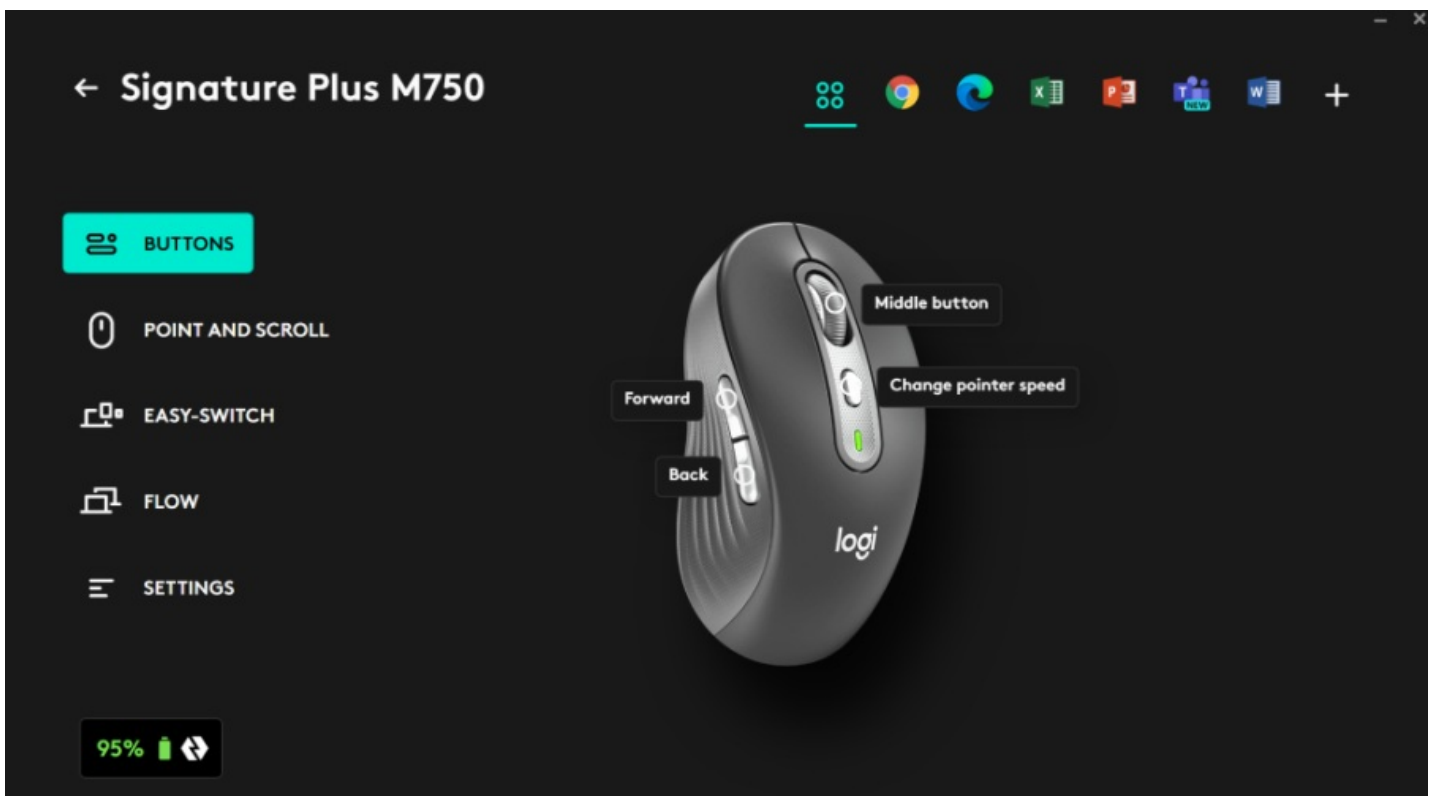 Signature Plus M750
X
P
T
NEW
W
BUTTONS
POINT AND SCROLL
EASY-SWITCH
FLOW
SETTINGS
Middle button
Change pointer speed
Forward
Back
logi
95%